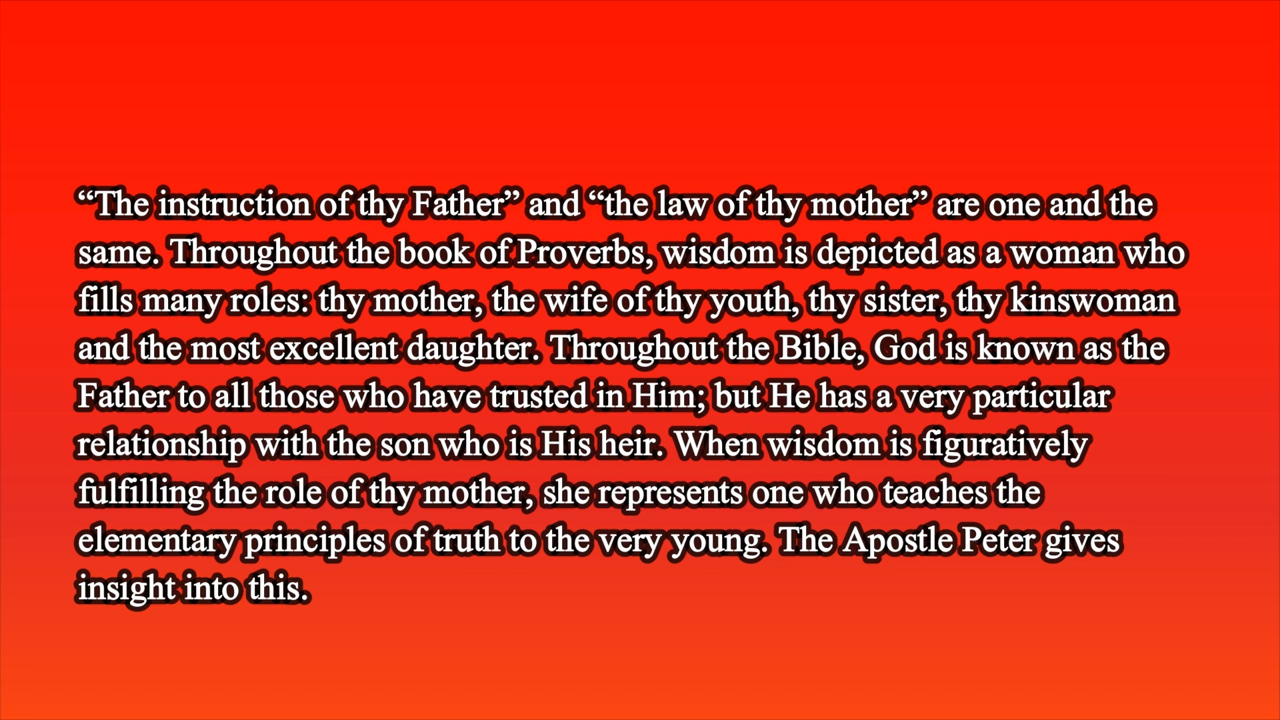 “The instruction of thy Father” and “the law of thy mother” are one and the
same. Throughout the book of Proverbs, wisdom is depicted as a woman who
fills many roles: thy mother, the wife of thy youth, thy sister, thy kinswoman
and the most excellent daughter. Throughout the Bible, God is known as the
Father to all those who have trusted in Him; but He has a very particular
relationship with the son who is His heir. When wisdom is figuratively
fulfilling the role of thy mother, she represents one who teaches the
elementary principles of truth to the very young. The Apostle Peter gives
insight into this.